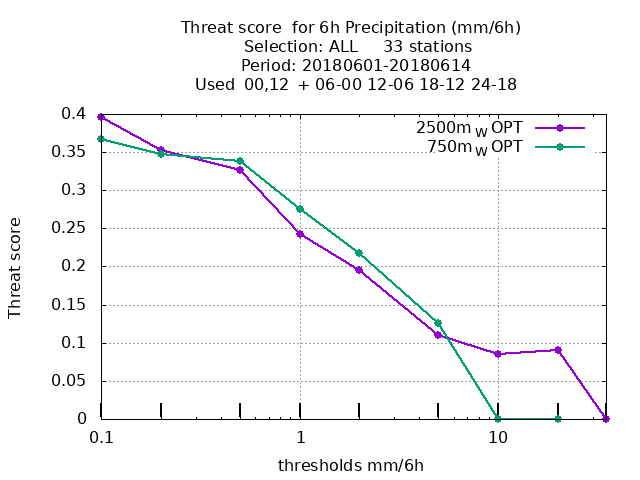 Threat score  for 6h Precipitation (mm/6h)
Selection: ALL     33 stations
Period: 20180601-20180614
Used  00,12  + 06-00 12-06 18-12 24-18
2500m W OPT
750m W OPT
0.4
0.35
0.3
0.25
0.2
0.15
0.1
0.05
0
Threat score
0.1
1
10
thresholds mm/6h